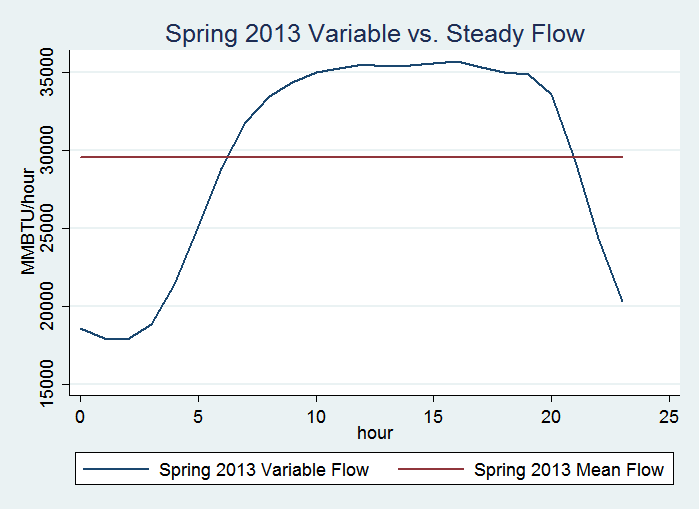 Spring 2013 Variable vs. Steady Flow
MMBTU/hour
35000
30000
25000
20000
15000
0 5 10 15 20 25
hour
Spring 2013 Variable Flow Spring 2013 Mean Flow